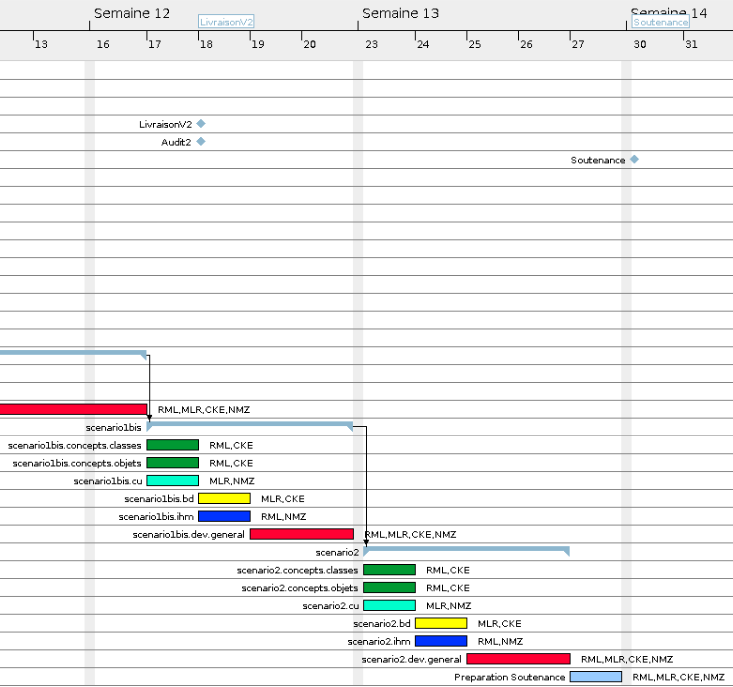 Semaine 12 Semaine 13 Semaine 14
LivraisonV2 Soutenance
13 16 17 18 19 20 23 24 25 26 27 30 31
LivraisonV2
Audit2
Soutenance
RML,MLR,CKE,NMZ
scenario1bis
scenario1bis.concepts.classes RML,CKE
scenario1bis.concepts.objets RML,CKE
scenario1bis.cu MLR,NMZ
scenario1bis.bd MLR,CKE
scenario1bis.ihm RML,NMZ
scenario1bis.dev.general RML,MLR,CKE,NMZ
scenario2
scenario2.concepts.classes RML,CKE
scenario2.concepts.objets RML,CKE
scenario2.cu MLR,NMZ
scenario2.bd MLR,CKE
scenario2.ihm RML,NMZ
scenario2.dev.general RML,MLR,CKE,NMZ
Preparation Soutenance RML,MLR,CKE,NMZ